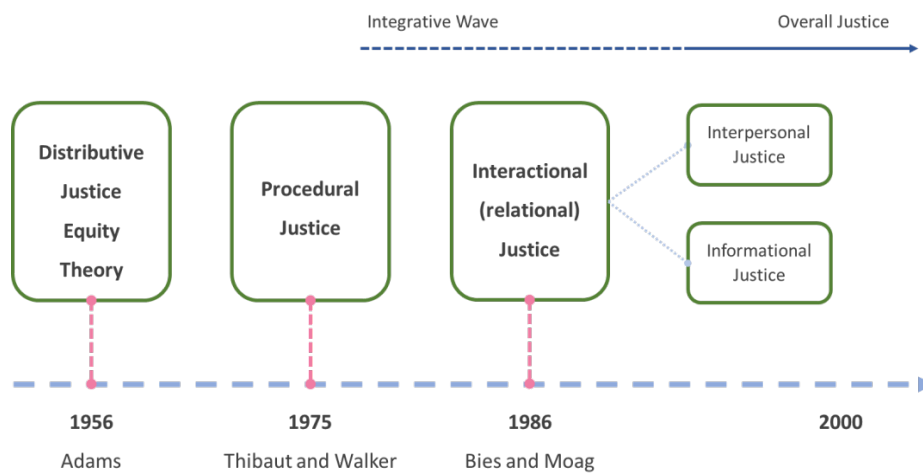 Integrative Wave
Overall Justice
Distributive
Justice
Equity
Theory
Procedural
Justice
Interactional
(relational)
Justice
Interpersonal
Justice
Informational
Justice
1956
1975
1986
2000
Adams
Thibaut and Walker
Bies and Moag